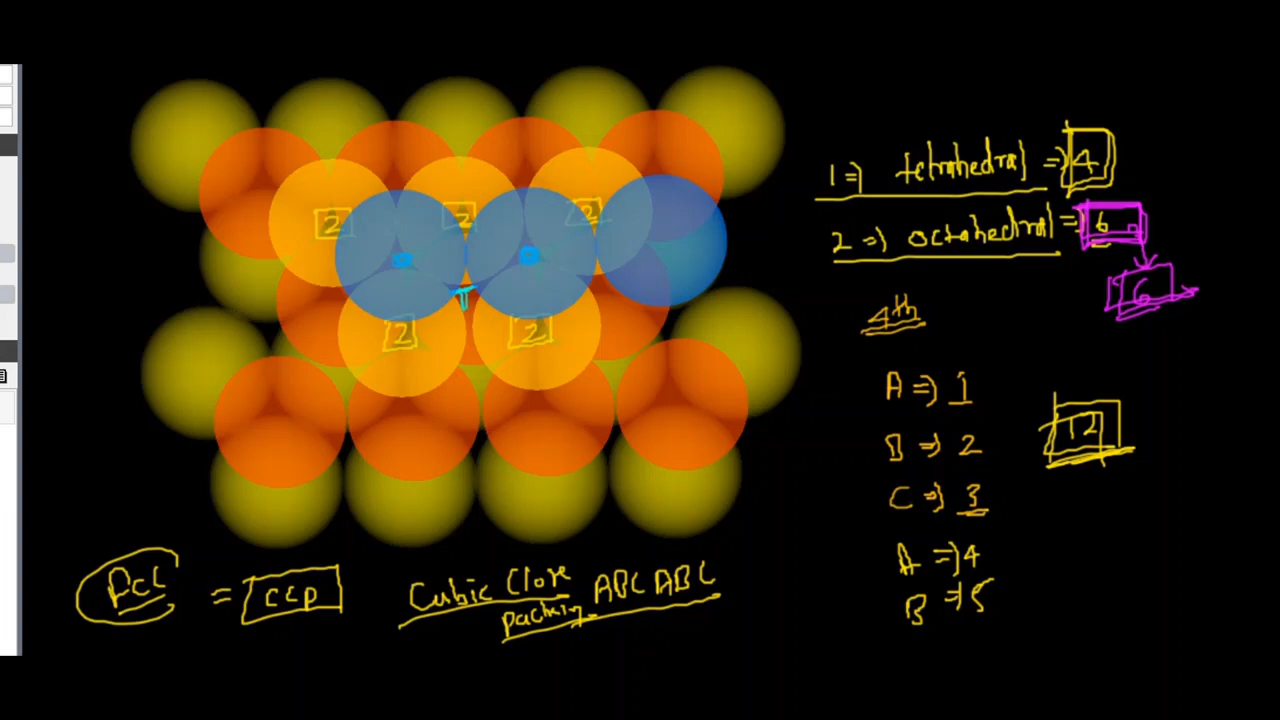 1 ⇒ tetrahedral ⇒ 4
2 ⇒ octahedral ⇒ 6
6
4th
A ⇒ 1
B ⇒ 2
C ⇒ 3
A ⇒ 4
B ⇒ 5
12
2 2 2
T
2 2
FCC = CCP
Cubic Close
packing ABC ABC